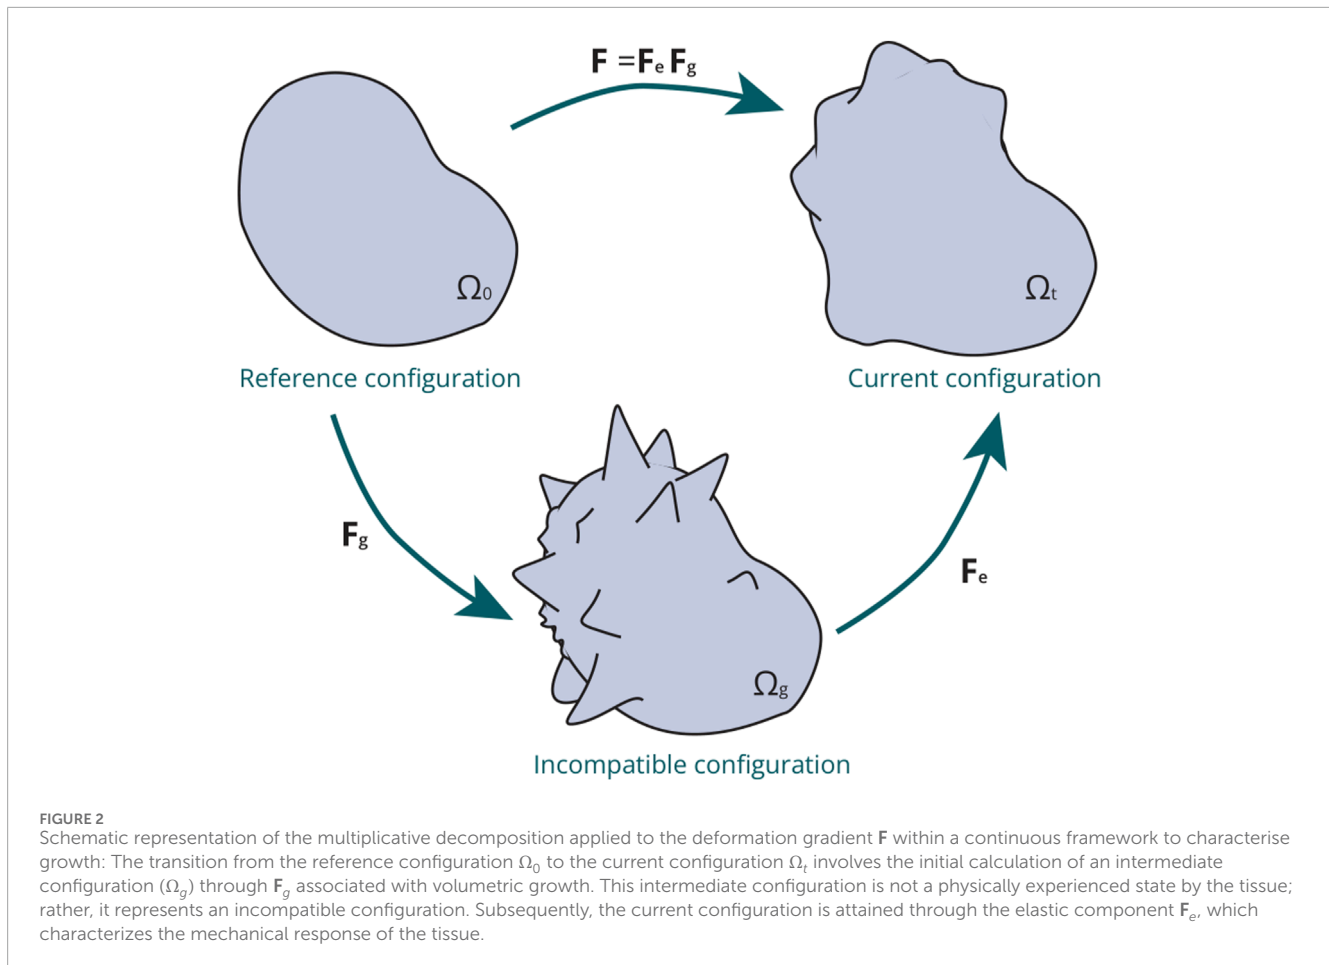 F =Fe Fg
Ω0
Ωt
Reference configuration
Current configuration
Fg
Fe
Ωg
Incompatible configuration
FIGURE 2
Schematic representation of the multiplicative decomposition applied to the deformation gradient F within a continuous framework to characterise
growth: The transition from the reference configuration Ω0 to the current configuration Ωt involves the initial calculation of an intermediate
configuration (Ωg) through Fg associated with volumetric growth. This intermediate configuration is not a physically experienced state by the tissue;
rather, it represents an incompatible configuration. Subsequently, the current configuration is attained through the elastic component Fe, which
characterizes the mechanical response of the tissue.